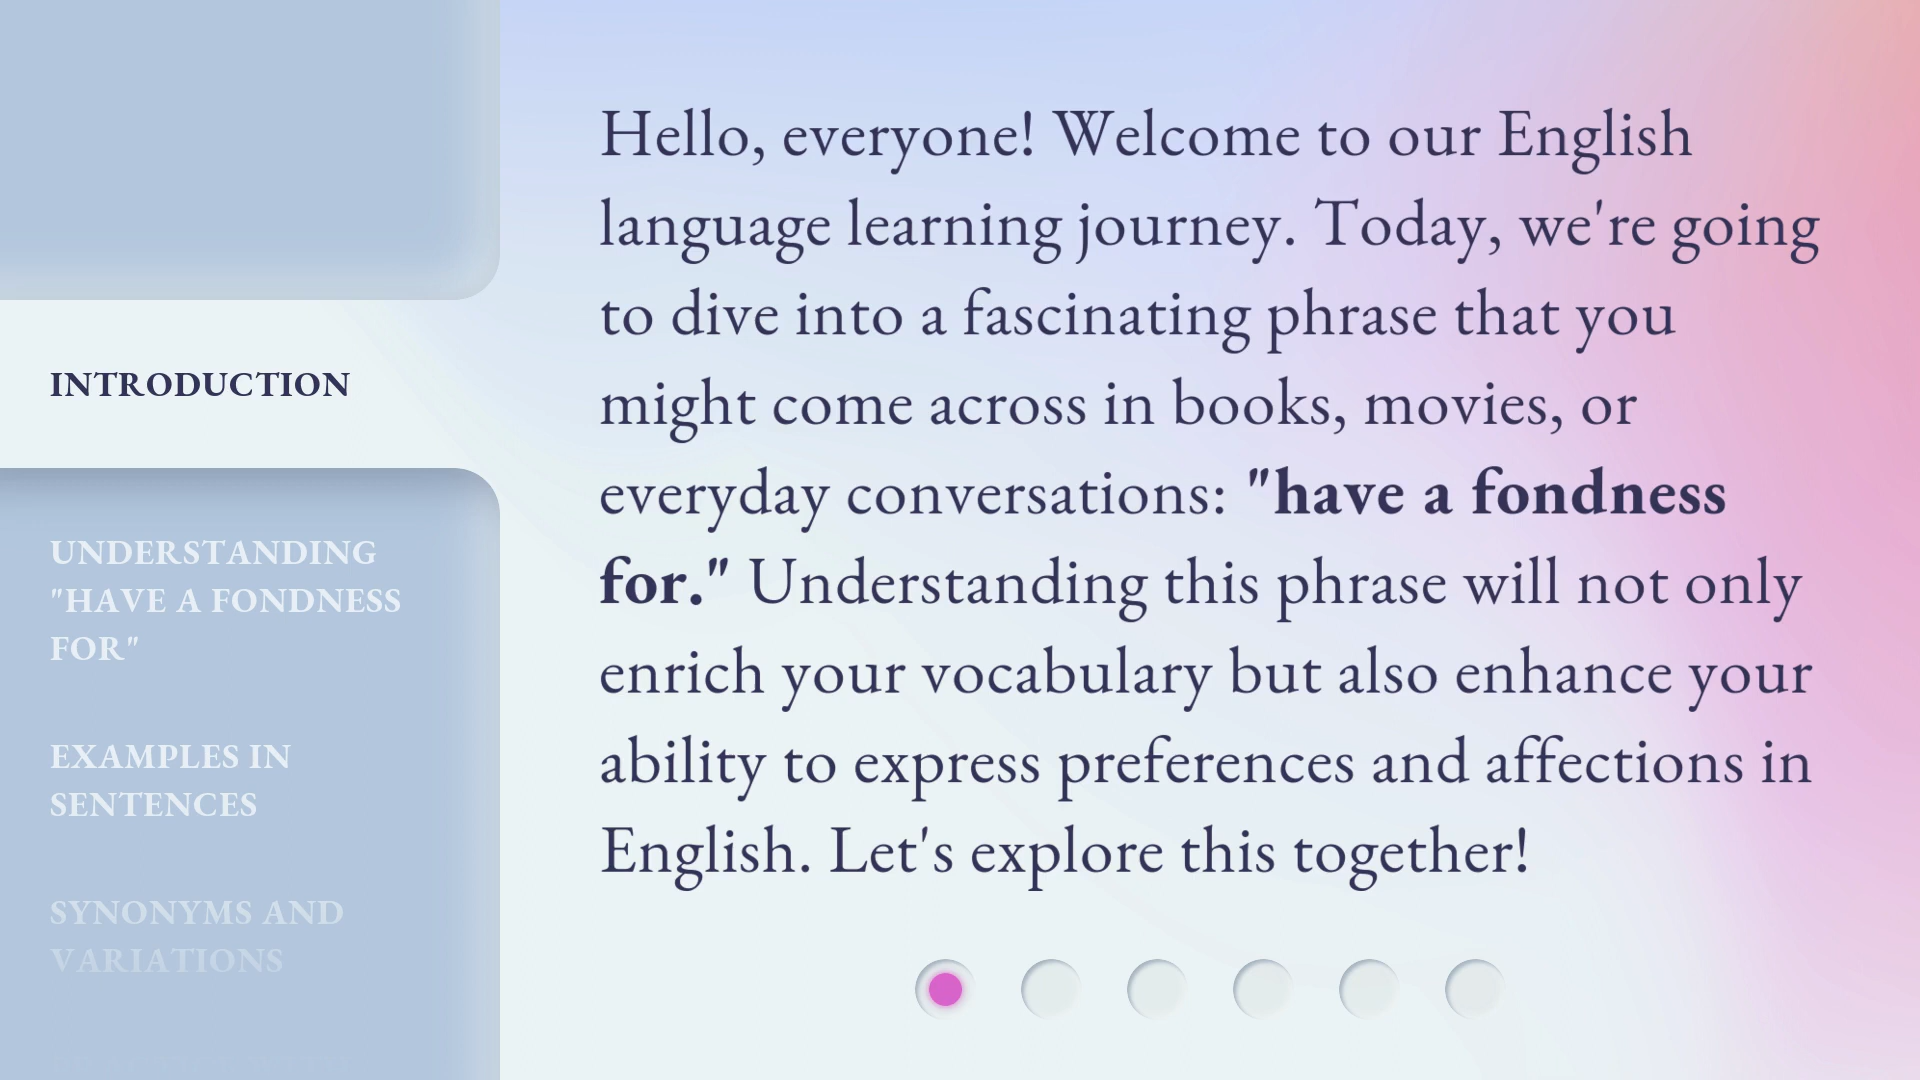 INTRODUCTION
UNDERSTANDING
"HAVE A FONDNESS
FOR"
EXAMPLES IN
SENTENCES
SYNONYMS AND
VARIATIONS
Hello, everyone! Welcome to our English
language learning journey. Today, we're going
to dive into a fascinating phrase that you
might come across in books, movies, or
everyday conversations: "have a fondness
for." Understanding this phrase will not only
enrich your vocabulary but also enhance your
ability to express preferences and affections in
English. Let's explore this together!